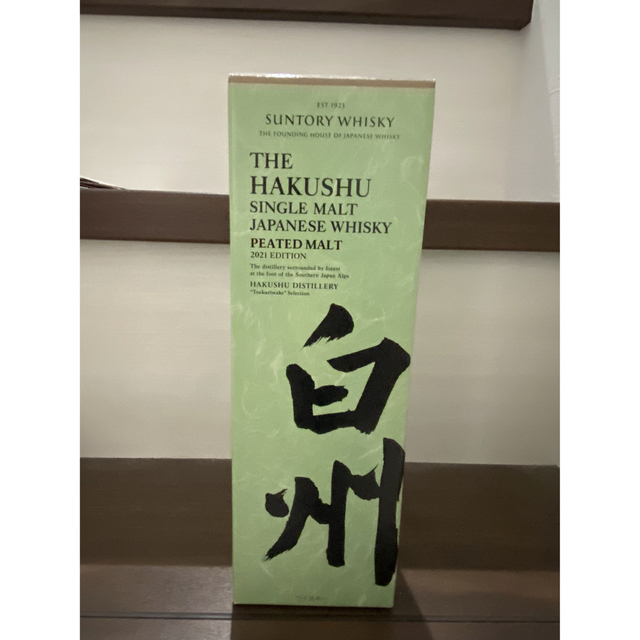 EST 1923
SUNTORY WHISKY
THE FOUNDING HOUSE OF JAPANESE WHISKY
THE
HAKUSHU
SINGLE MALT
JAPANESE WHISKY
PEATED MALT
2021 EDITION
The distillery surrounded by forest
at the foot of the Southern Japan Alps
HAKUSHU DISTILLERY
"Tsukuriwake" Selection
白
州